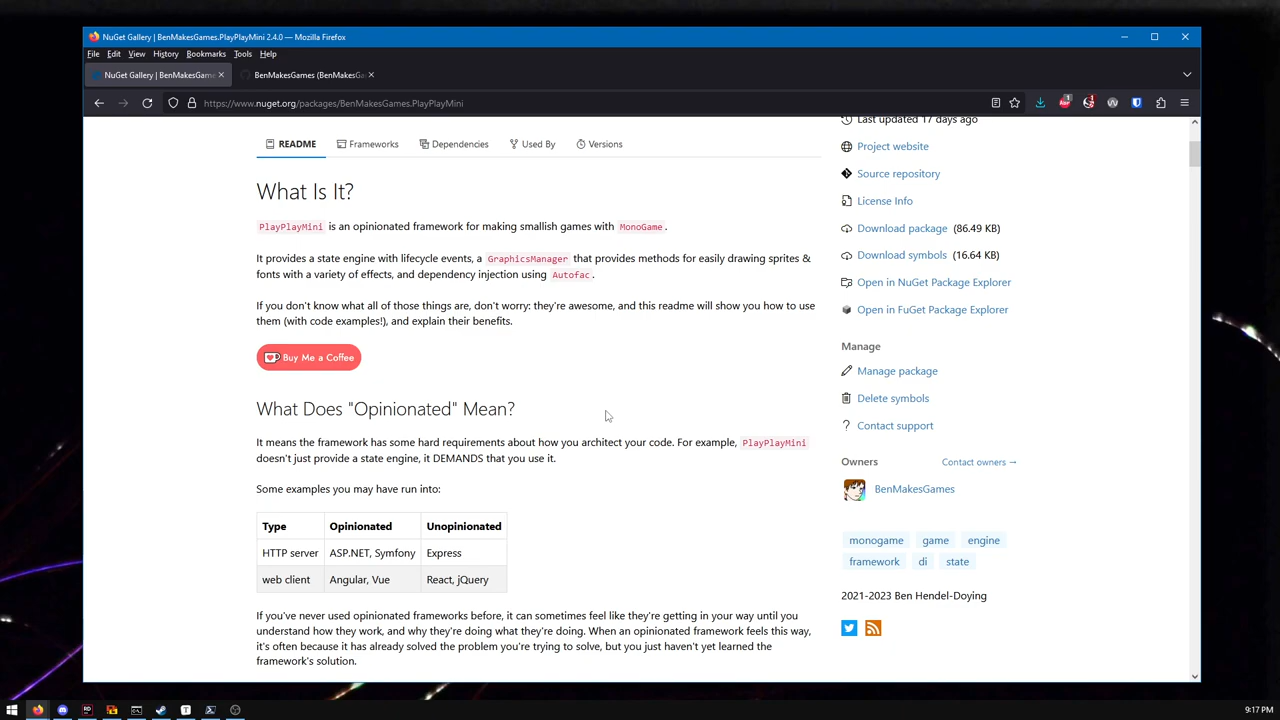 NuGet Gallery | BenMakesGames.PlayPlayMini 2.4.0 — Mozilla Firefox
File Edit View History Bookmarks Tools Help
NuGet Gallery | BenMakesGame
BenMakesGames (BenMakesGa
https://www.nuget.org/packages/BenMakesGames.PlayPlayMini
README Frameworks Dependencies Used By Versions
What Is It?
PlayPlayMini is an opinionated framework for making smallish games with MonoGame.
It provides a state engine with lifecycle events, a GraphicsManager that provides methods for easily drawing sprites &
fonts with a variety of effects, and dependency injection using Autofac.
If you don't know what all of those things are, don't worry: they're awesome, and this readme will show you how to use
them (with code examples!), and explain their benefits.
Buy Me a Coffee
What Does "Opinionated" Mean?
It means the framework has some hard requirements about how you architect your code. For example, PlayPlayMini
doesn't just provide a state engine, it DEMANDS that you use it.
Some examples you may have run into:
Type Opinionated Unopinionated
HTTP server ASP.NET, Symfony Express
web client Angular, Vue React, jQuery
If you've never used opinionated frameworks before, it can sometimes feel like they're getting in your way until you
understand how they work, and why they're doing what they're doing. When an opinionated framework feels this way,
it's often because it has already solved the problem you're trying to solve, but you just haven't yet learned the
framework's solution.
Last updated 17 days ago
Project website
Source repository
License Info
Download package (86.49 KB)
Download symbols (16.64 KB)
Open in NuGet Package Explorer
Open in FuGet Package Explorer
Manage
Manage package
Delete symbols
Contact support
Owners Contact owners →
BenMakesGames
monogame game engine
framework di state
2021-2023 Ben Hendel-Doying
9:17 PM